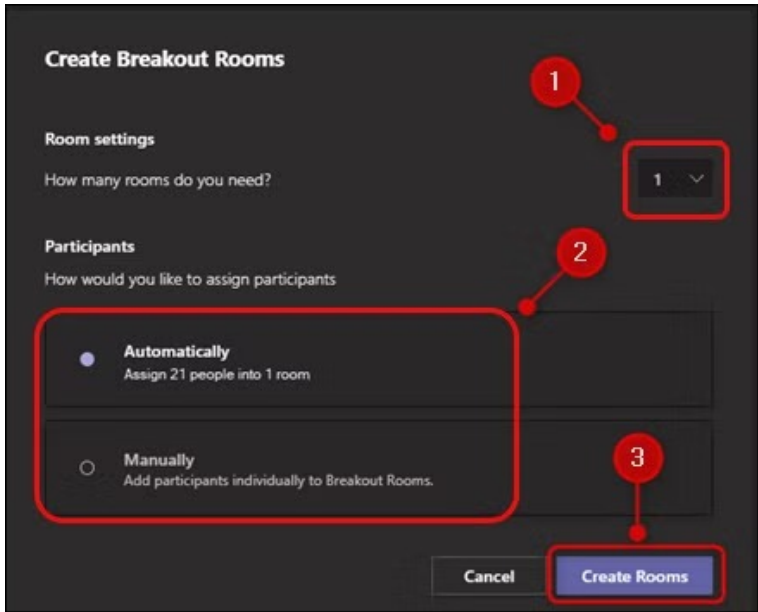 Create Breakout Rooms
1
Room settings
How many rooms do you need?
1
Participants
2
How would you like to assign participants
Automatically
Assign 21 people into 1 room
Manually
Add participants individually to Breakout Rooms.
3
Cancel
Create Rooms